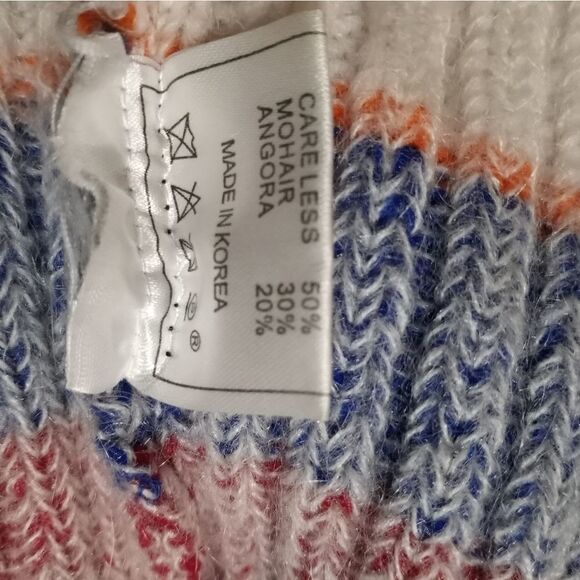 CARE LESS 50%
MOHAIR 30%
ANGORA 20%
MADE IN KOREA
®